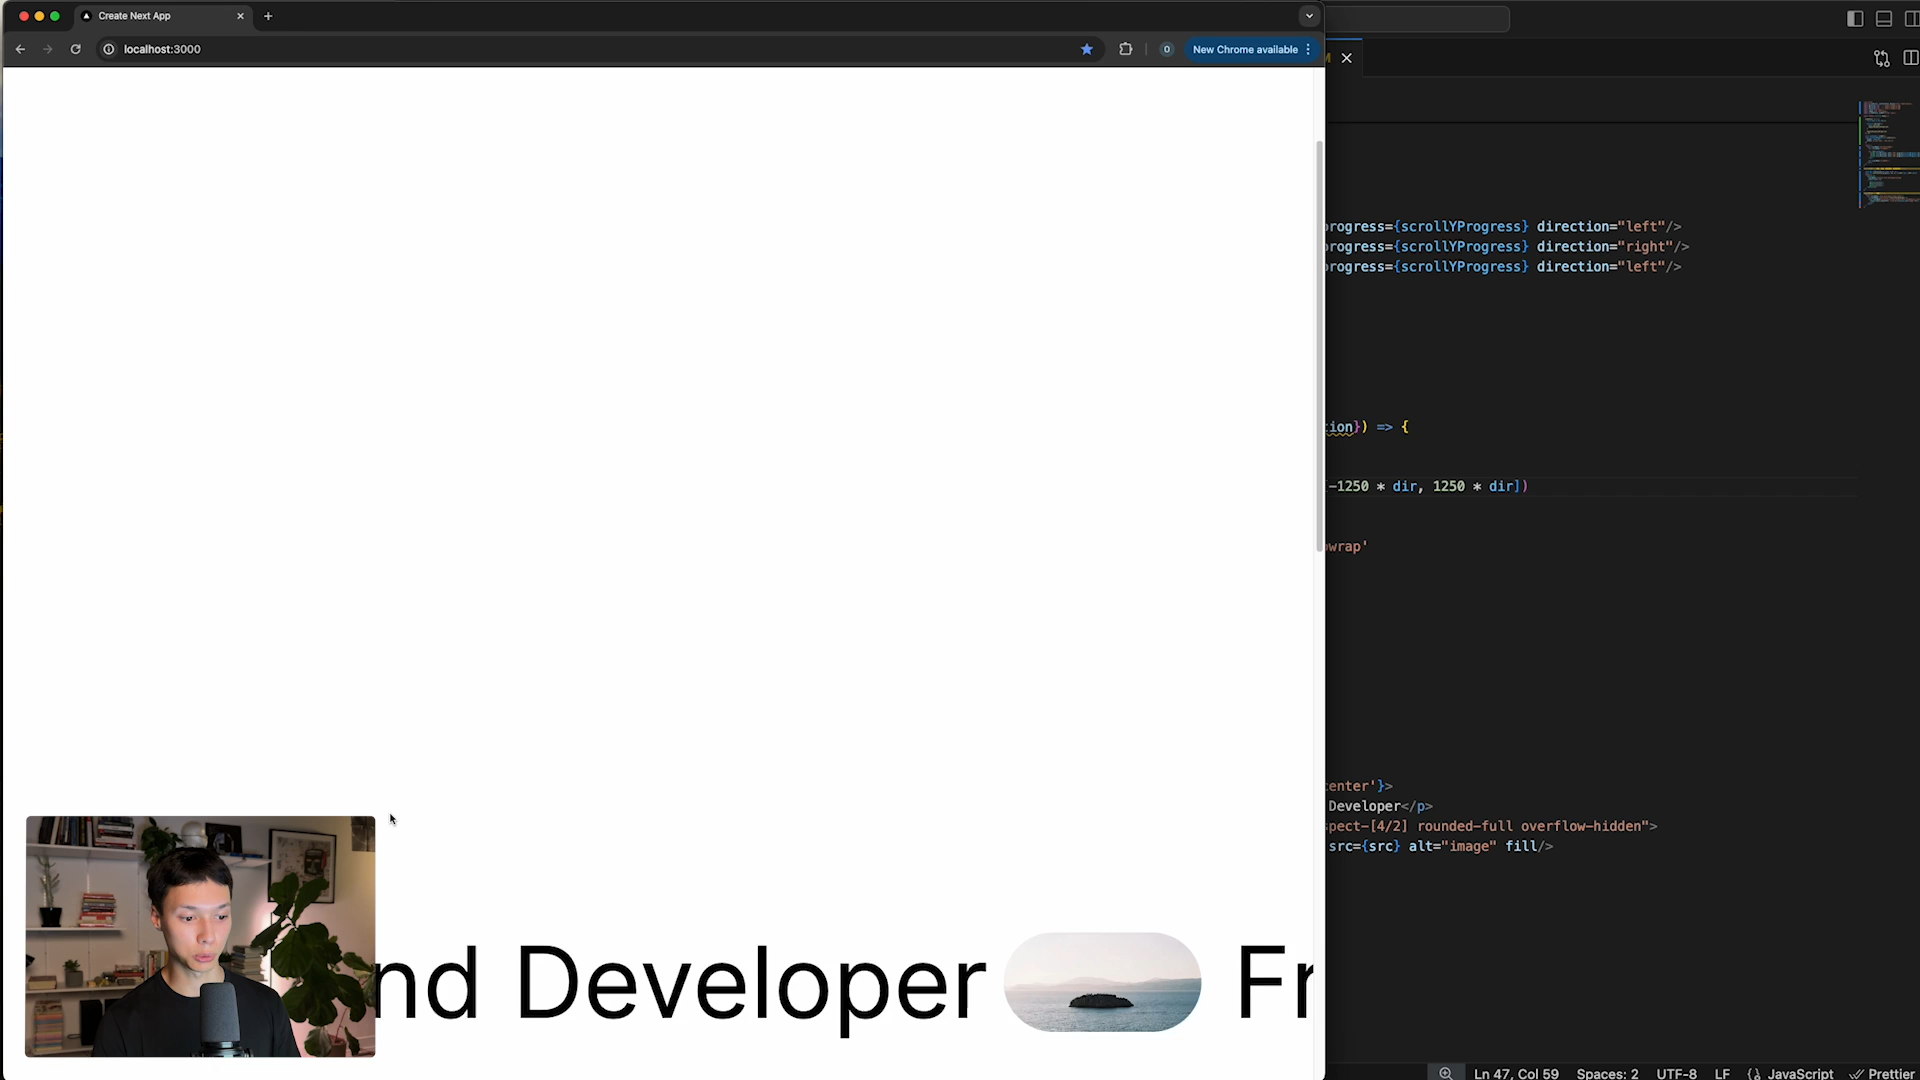 Create Next App
localhost:3000
New Chrome available
rogress={scrollYProgress} direction="left"/>
rogress={scrollYProgress} direction="right"/>
rogress={scrollYProgress} direction="left"/>
tion}) => {
-1250 * dir, 1250 * dir])
wrap'
enter'}>
Developer</p>
pect-[4/2] rounded-full overflow-hidden">
src={src} alt="image" fill/>
nd Developer
Fr
Ln 47, Col 59 Spaces: 2 UTF-8 LF {} JavaScript Prettier